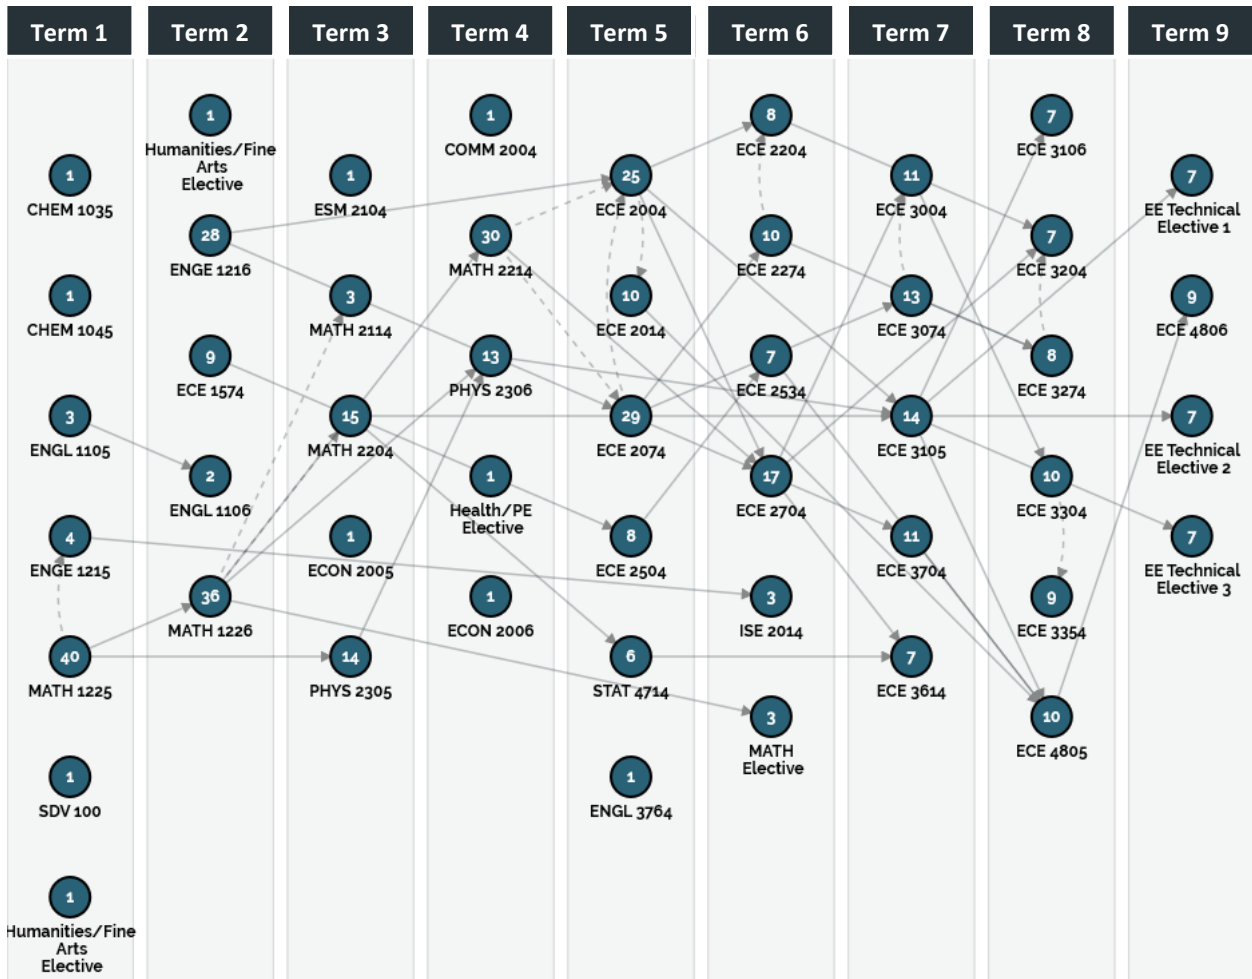 Term 1
Term 2
Term 3
Term 4
Term 5
Term 6
Term 7
Term 8
Term 9
1
CHEM 1035
1
CHEM 1045
3
ENGL 1105
4
ENGE 1215
40
MATH 1225
1
SDV 100
1
Humanities/Fine
Arts
Elective
1
Humanities/Fine
Arts
Elective
28
ENGE 1216
9
ECE 1574
2
ENGL 1106
36
MATH 1226
1
ESM 2104
3
MATH 2114
15
MATH 2204
1
ECON 2005
14
PHYS 2305
1
COMM 2004
30
MATH 2214
13
PHYS 2306
1
Health/PE
Elective
1
ECON 2006
25
ECE 2004
10
ECE 2014
29
ECE 2074
8
ECE 2504
6
STAT 4714
1
ENGL 3764
8
ECE 2204
10
ECE 2274
7
ECE 2534
17
ECE 2704
3
ISE 2014
3
MATH
Elective
11
ECE 3004
13
ECE 3074
14
ECE 3105
11
ECE 3704
7
ECE 3614
7
ECE 3106
7
ECE 3204
8
ECE 3274
10
ECE 3304
9
ECE 3354
10
ECE 4805
7
EE Technical
Elective 1
9
ECE 4806
7
EE Technical
Elective 2
7
EE Technical
Elective 3